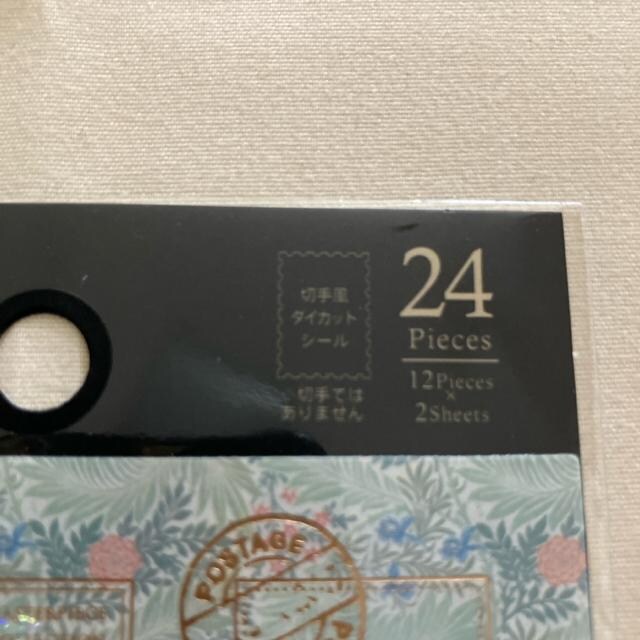 切手型
ダイカット
シール
切手では
ありません
24
Pieces
12Pieces
×
2Sheets
POSTAGE